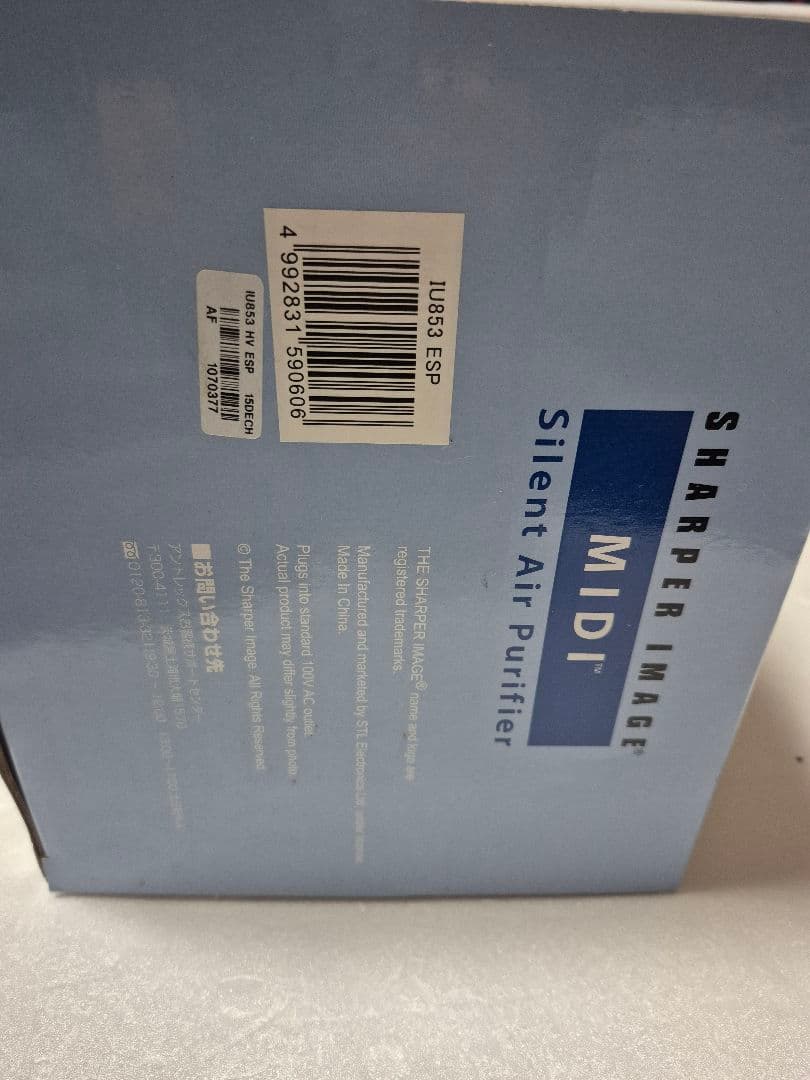 SHARPER IMAGE®
MIDI™
Silent Air Purifier
IU853 ESP
4 992831 590606
IU853 HV ESP 15DECH
AF 1070377
THE SHARPER IMAGE® name and logo are
registered trademarks.
Manufactured and marketed by STL Electronics Ltd.
Made In China.
Plugs into standard 100V AC outlet.
Actual product may differ slightly from photo.
© The Sharper Image. All Rights Reserved
■お問い合わせ先
〒300-4111